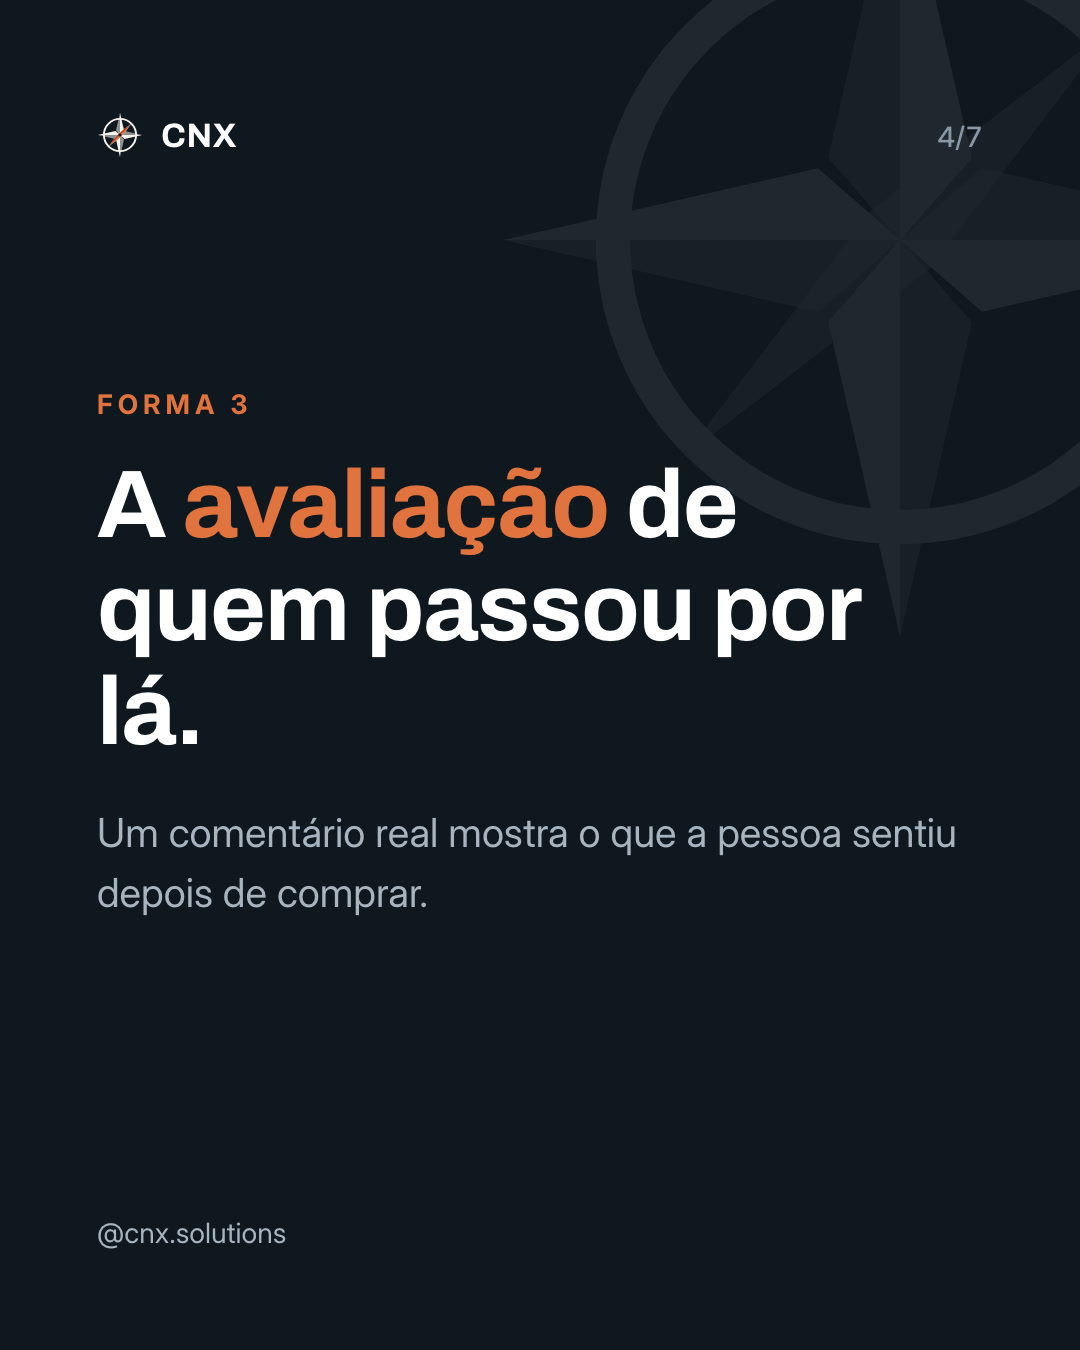 CNX
4/7
FORMA 3
A avaliação de
quem passou por
lá.
Um comentário real mostra o que a pessoa sentiu
depois de comprar.
@cnx.solutions